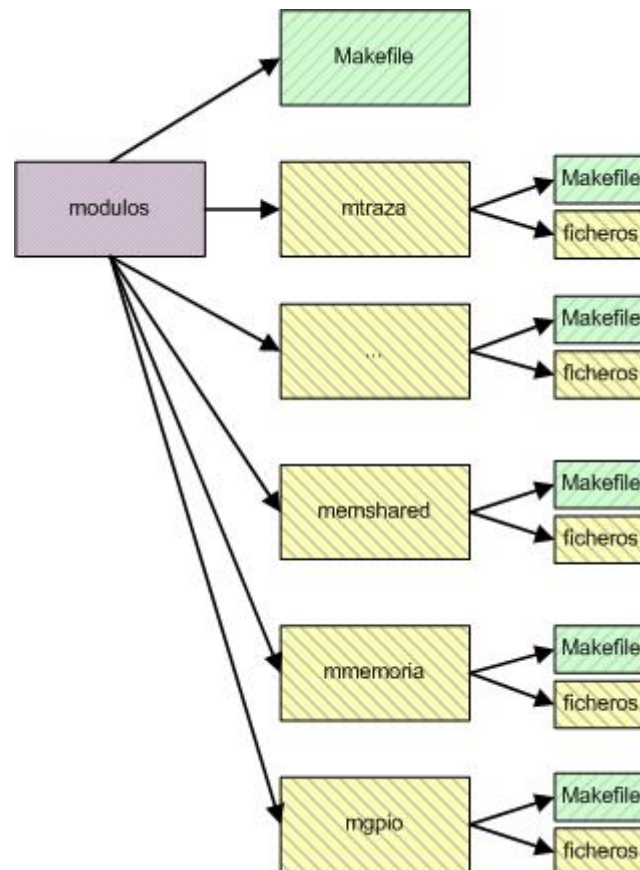 Makefile
modulos
mtraza
Makefile
ficheros
...
Makefile
ficheros
memshared
Makefile
ficheros
mmemoria
Makefile
ficheros
mgpio
Makefile
ficheros